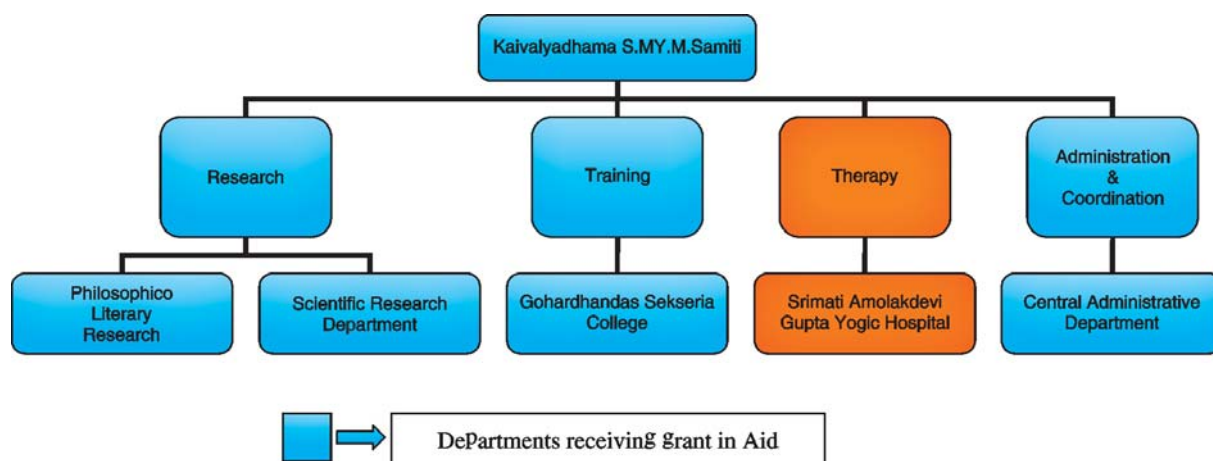 Kaivalyadhama S.MY.M.Samiti
Research
Training
Therapy
Administration
&
Coordination
Philosophico
Literary
Research
Scientific Research
Department
Gohardhandas Sekseria
College
Srimati Amolakdevi
Gupta Yogic Hospital
Central Administrative
Department
Departments receiving grant in Aid